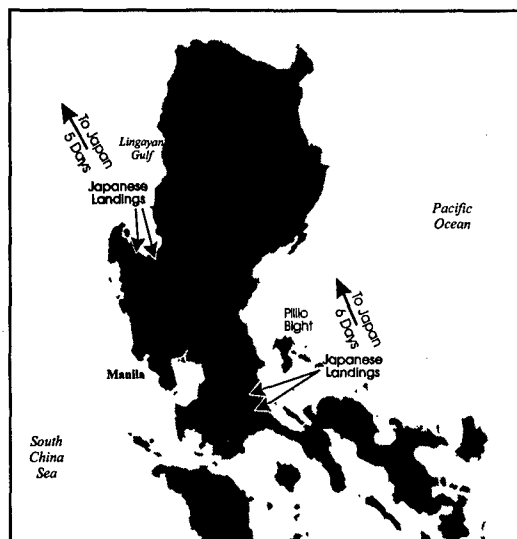 To Japan
5 Days
Lingayan
Gulf
Japanese
Landings
Pacific
Ocean
To Japan
6 Days
Pililo
Bight
Japanese
Landings
Manila
South
China
Sea